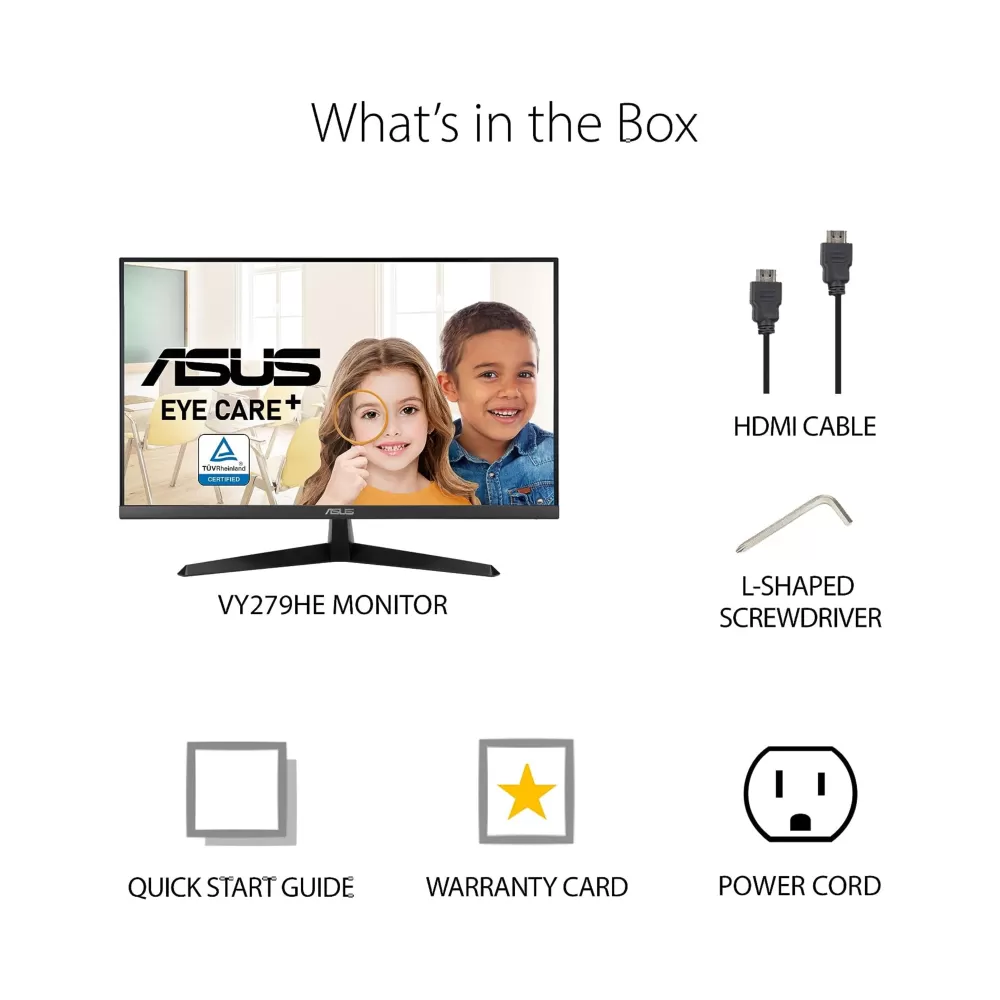 What's in the Box
ASUS
EYE CARE+
TÜVRheinland®
CERTIFIED
ASUS
VY279HE MONITOR
HDMI CABLE
L-SHAPED
SCREWDRIVER
QUICK START GUIDE
WARRANTY CARD
POWER CORD